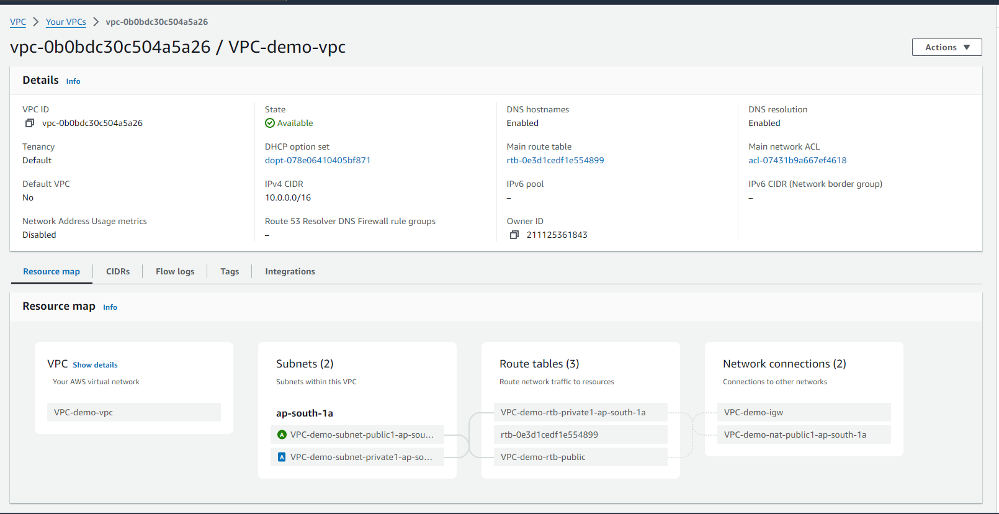 VPC > Your VPCs > vpc-0b0bdc30c504a5a26
vpc-0b0bdc30c504a5a26 / VPC-demo-vpc
Actions ▼
Details Info
VPC ID
vpc-0b0bdc30c504a5a26
State
Available
DNS hostnames
Enabled
DNS resolution
Enabled
Tenancy
Default
DHCP option set
dopt-078e06410405bf871
Main route table
rtb-0e3d1cedf1e554899
Main network ACL
acl-07431b9a667ef4618
Default VPC
No
IPv4 CIDR
10.0.0.0/16
IPv6 pool
–
IPv6 CIDR (Network border group)
–
Network Address Usage metrics
Disabled
Route 53 Resolver DNS Firewall rule groups
–
Owner ID
211125361843
Resource map
CIDRs
Flow logs
Tags
Integrations
Resource map Info
VPC Show details
Your AWS virtual network
VPC-demo-vpc
Subnets (2)
Subnets within this VPC
ap-south-1a
A VPC-demo-subnet-public1-ap-sou...
A VPC-demo-subnet-private1-ap-so...
Route tables (3)
Route network traffic to resources
VPC-demo-rtb-private1-ap-south-1a
rtb-0e3d1cedf1e554899
VPC-demo-rtb-public
Network connections (2)
Connections to other networks
VPC-demo-igw
VPC-demo-nat-public1-ap-south-1a